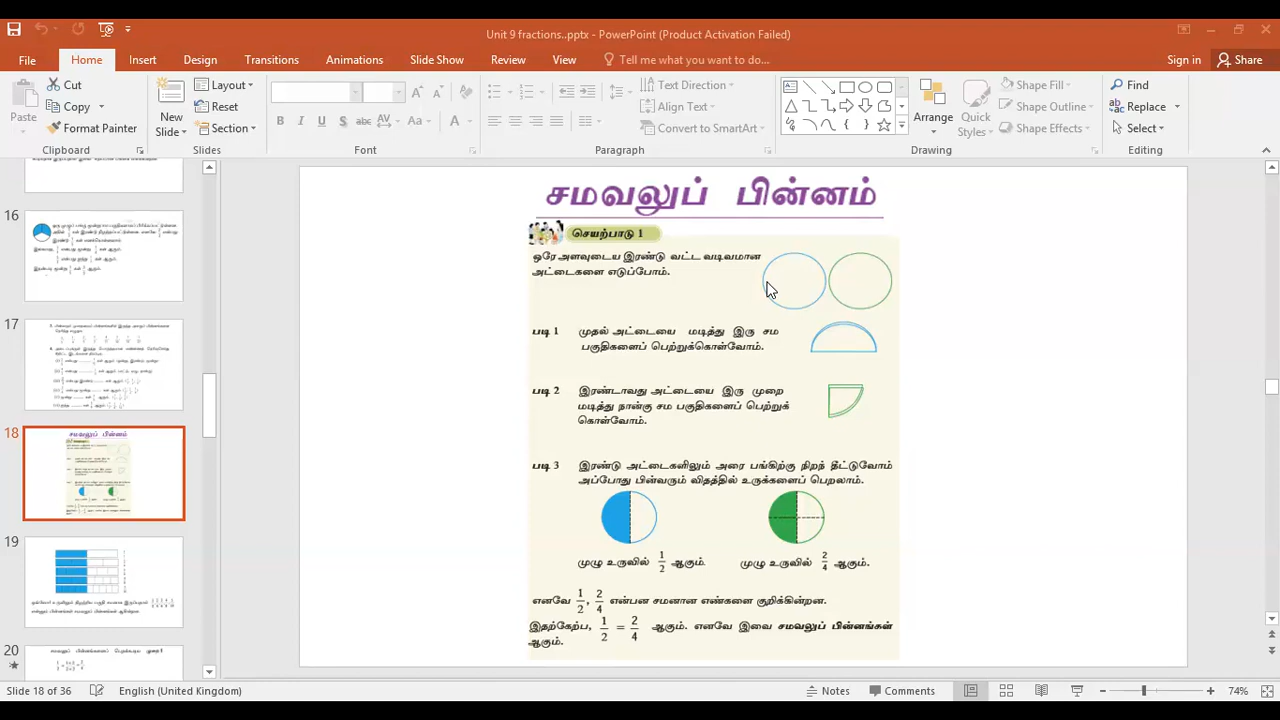 Unit 9 fractions..pptx - PowerPoint (Product Activation Failed)
File Home Insert Design Transitions Animations Slide Show Review View Tell me what you want to do... Sign in Share
Cut Layout Text Direction Shape Fill Find
Paste Copy New Slide Reset Align Text Arrange Quick Styles Shape Outline Replace
Format Painter Section B I U S abc AV Aa A Convert to SmartArt Shape Effects Select
Clipboard Slides Font Paragraph Drawing Editing
16
17
18
சமவலுப் பின்னம்
19
20
சமவலுப் பின்னம்
செயற்பாடு 1
ஒரே அளவுடைய இரண்டு வட்ட வடிவமான
அட்டைகளை எடுப்போம்.
படி 1 முதல் அட்டையை மடித்து இரு சம
பகுதிகளைப் பெற்றுக்கொள்வோம்.
படி 2 இரண்டாவது அட்டையை இரு முறை
மடித்து நான்கு சம பகுதிகளைப் பெற்றுக்
கொள்வோம்.
படி 3 இரண்டு அட்டைகளிலும் அரை பங்கிற்கு நிறந் தீட்டுவோம்
அப்போது பின்வரும் விதத்தில் உருக்களைப் பெறலாம்.
முழு உருவில் 1/2 ஆகும். முழு உருவில் 2/4 ஆகும்.
எனவே 1/2, 2/4 என்பன சமனான எண்களை குறிக்கின்றன.
இதற்கேற்ப, 1/2 = 2/4 ஆகும். எனவே இவை சமவலுப் பின்னங்கள்
ஆகும்.
Slide 18 of 36 English (United Kingdom) Notes Comments 74%